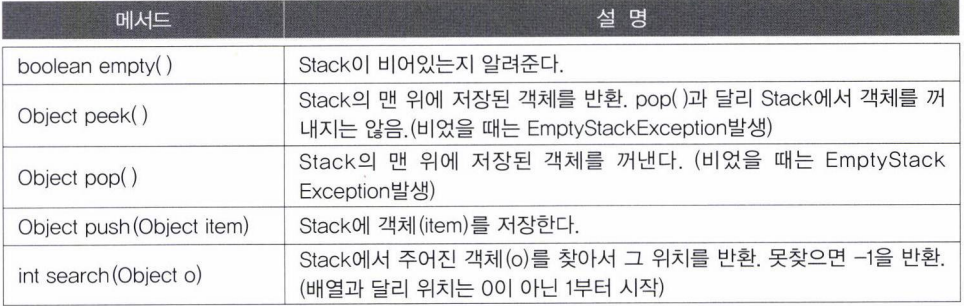 메서드 설 명
boolean empty( ) Stack이 비어있는지 알려준다.
Object peek( ) Stack의 맨 위에 저장된 객체를 반환. pop( )과 달리 Stack에서 객체를 꺼
내지는 않음.(비었을 때는 EmptyStackException발생)
Object pop( ) Stack의 맨 위에 저장된 객체를 꺼낸다. (비었을 때는 EmptyStack
Exception발생)
Object push(Object item) Stack에 객체(item)를 저장한다.
int search(Object o) Stack에서 주어진 객체(o)를 찾아서 그 위치를 반환. 못찾으면 -1을 반환.
(배열과 달리 위치는 0이 아닌 1부터 시작)